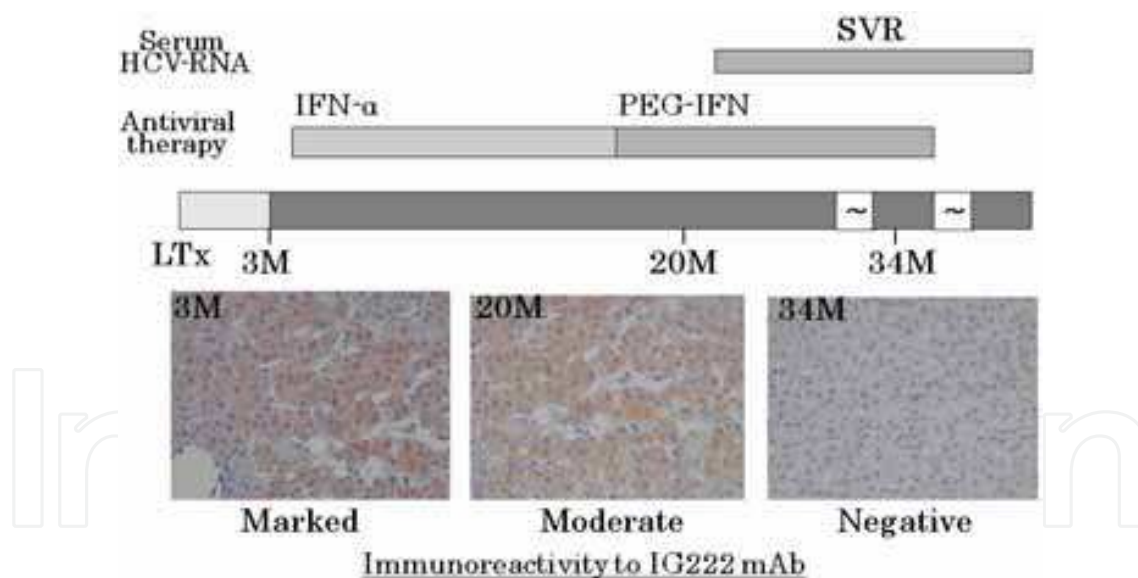 SVR
Serum
HCV-RNA
IFN-α PEG-IFN
Antiviral
therapy
~ ~
LTx 3M 20M 34M
3M 20M 34M
Marked Moderate Negative
Immunoreactivity to IG222 mAb